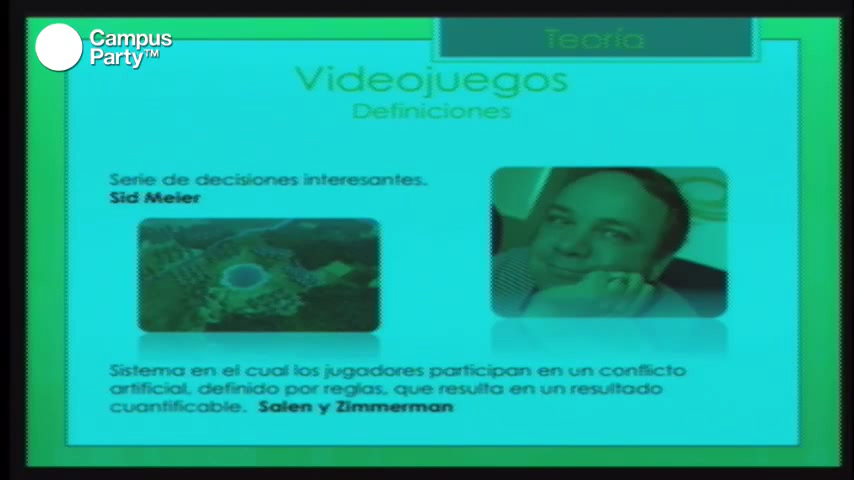 Campus
Party™
Teoría
Videojuegos
Definiciones
Serie de decisiones interesantes.
Sid Meier
Sistema en el cual los jugadores participan en un conflicto
artificial, definido por reglas, que resulta en un resultado
cuantificable. Salen y Zimmerman